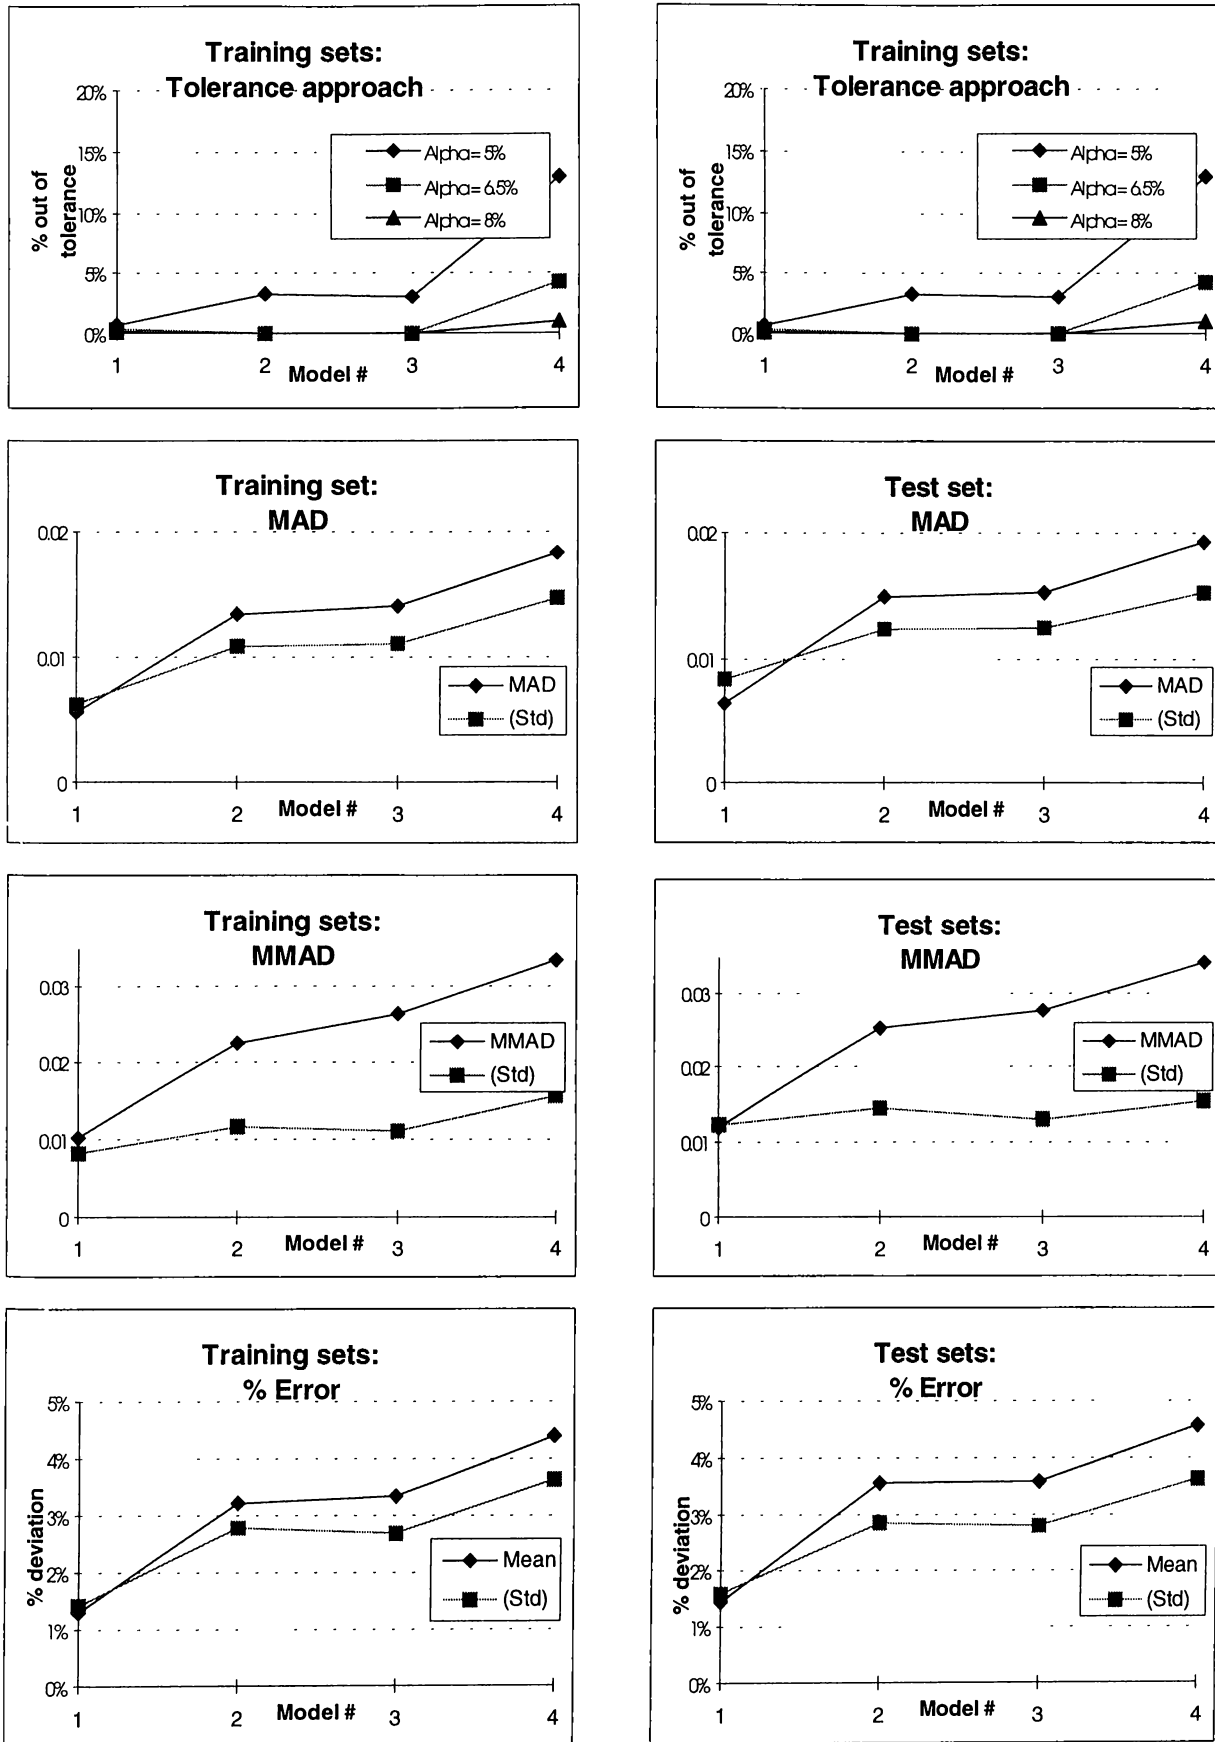 Training sets:
Tolerance approach
20%
15%
10%
5%
0%
% out of
tolerance
Alpha=5%
Alpha=6.5%
Alpha=8%
1
2
3
4
Model #
Training sets:
Tolerance approach
20%
15%
10%
5%
0%
% out of
tolerance
Alpha=5%
Alpha=6.5%
Alpha=8%
1
2
3
4
Model #
Training set:
MAD
0.02
0.01
0
MAD
(Std)
1
2
3
4
Model #
Test set:
MAD
0.02
0.01
0
MAD
(Std)
1
2
3
4
Model #
Training sets:
MMAD
0.03
0.02
0.01
0
MMAD
(Std)
1
2
3
4
Model #
Test sets:
MMAD
0.03
0.02
0.01
0
MMAD
(Std)
1
2
3
4
Model #
Training sets:
% Error
5%
4%
3%
2%
1%
0%
% deviation
Mean
(Std)
1
2
3
4
Model #
Test sets:
% Error
5%
4%
3%
2%
1%
0%
% deviation
Mean
(Std)
1
2
3
4
Model #